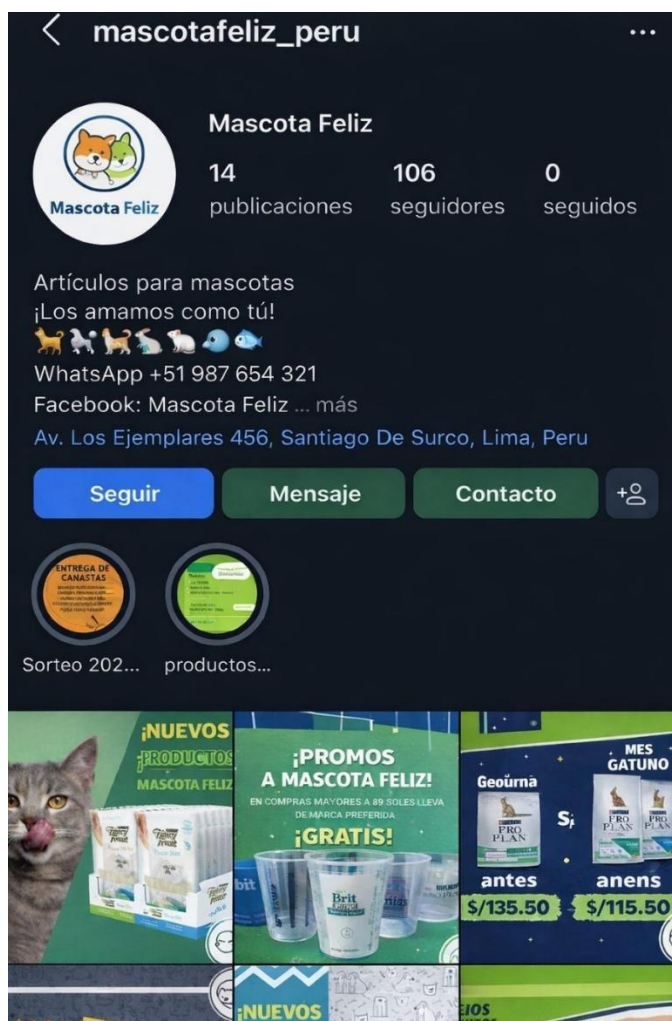 mascotafeliz_peru
Mascota Feliz
Mascota Feliz
14
106
0
publicaciones
seguidores
seguidos
Artículos para mascotas
¡Los amamos como tú!
WhatsApp +51 987 654 321
Facebook: Mascota Feliz ... más
Av. Los Ejemplares 456, Santiago De Surco, Lima, Peru
Seguir
Mensaje
Contacto
ENTREGA DE
CANASTAS
Sorteo 202...
productos...
¡NUEVOS
¡PRODUCTOS
MASCOTA FELIZ
¡PROMOS
A MASCOTA FELIZ!
EN COMPRAS MAYORES A 89 SOLES LLEVA
DE MARCA PREFERIDA
¡GRATIS!
Brit
MES
GATUNO
Geoürna
PRO
PLAN
PRO
PLAN
PRO
PLAN
antes
anens
$/135.50
$/115.50
¡NUEVOS